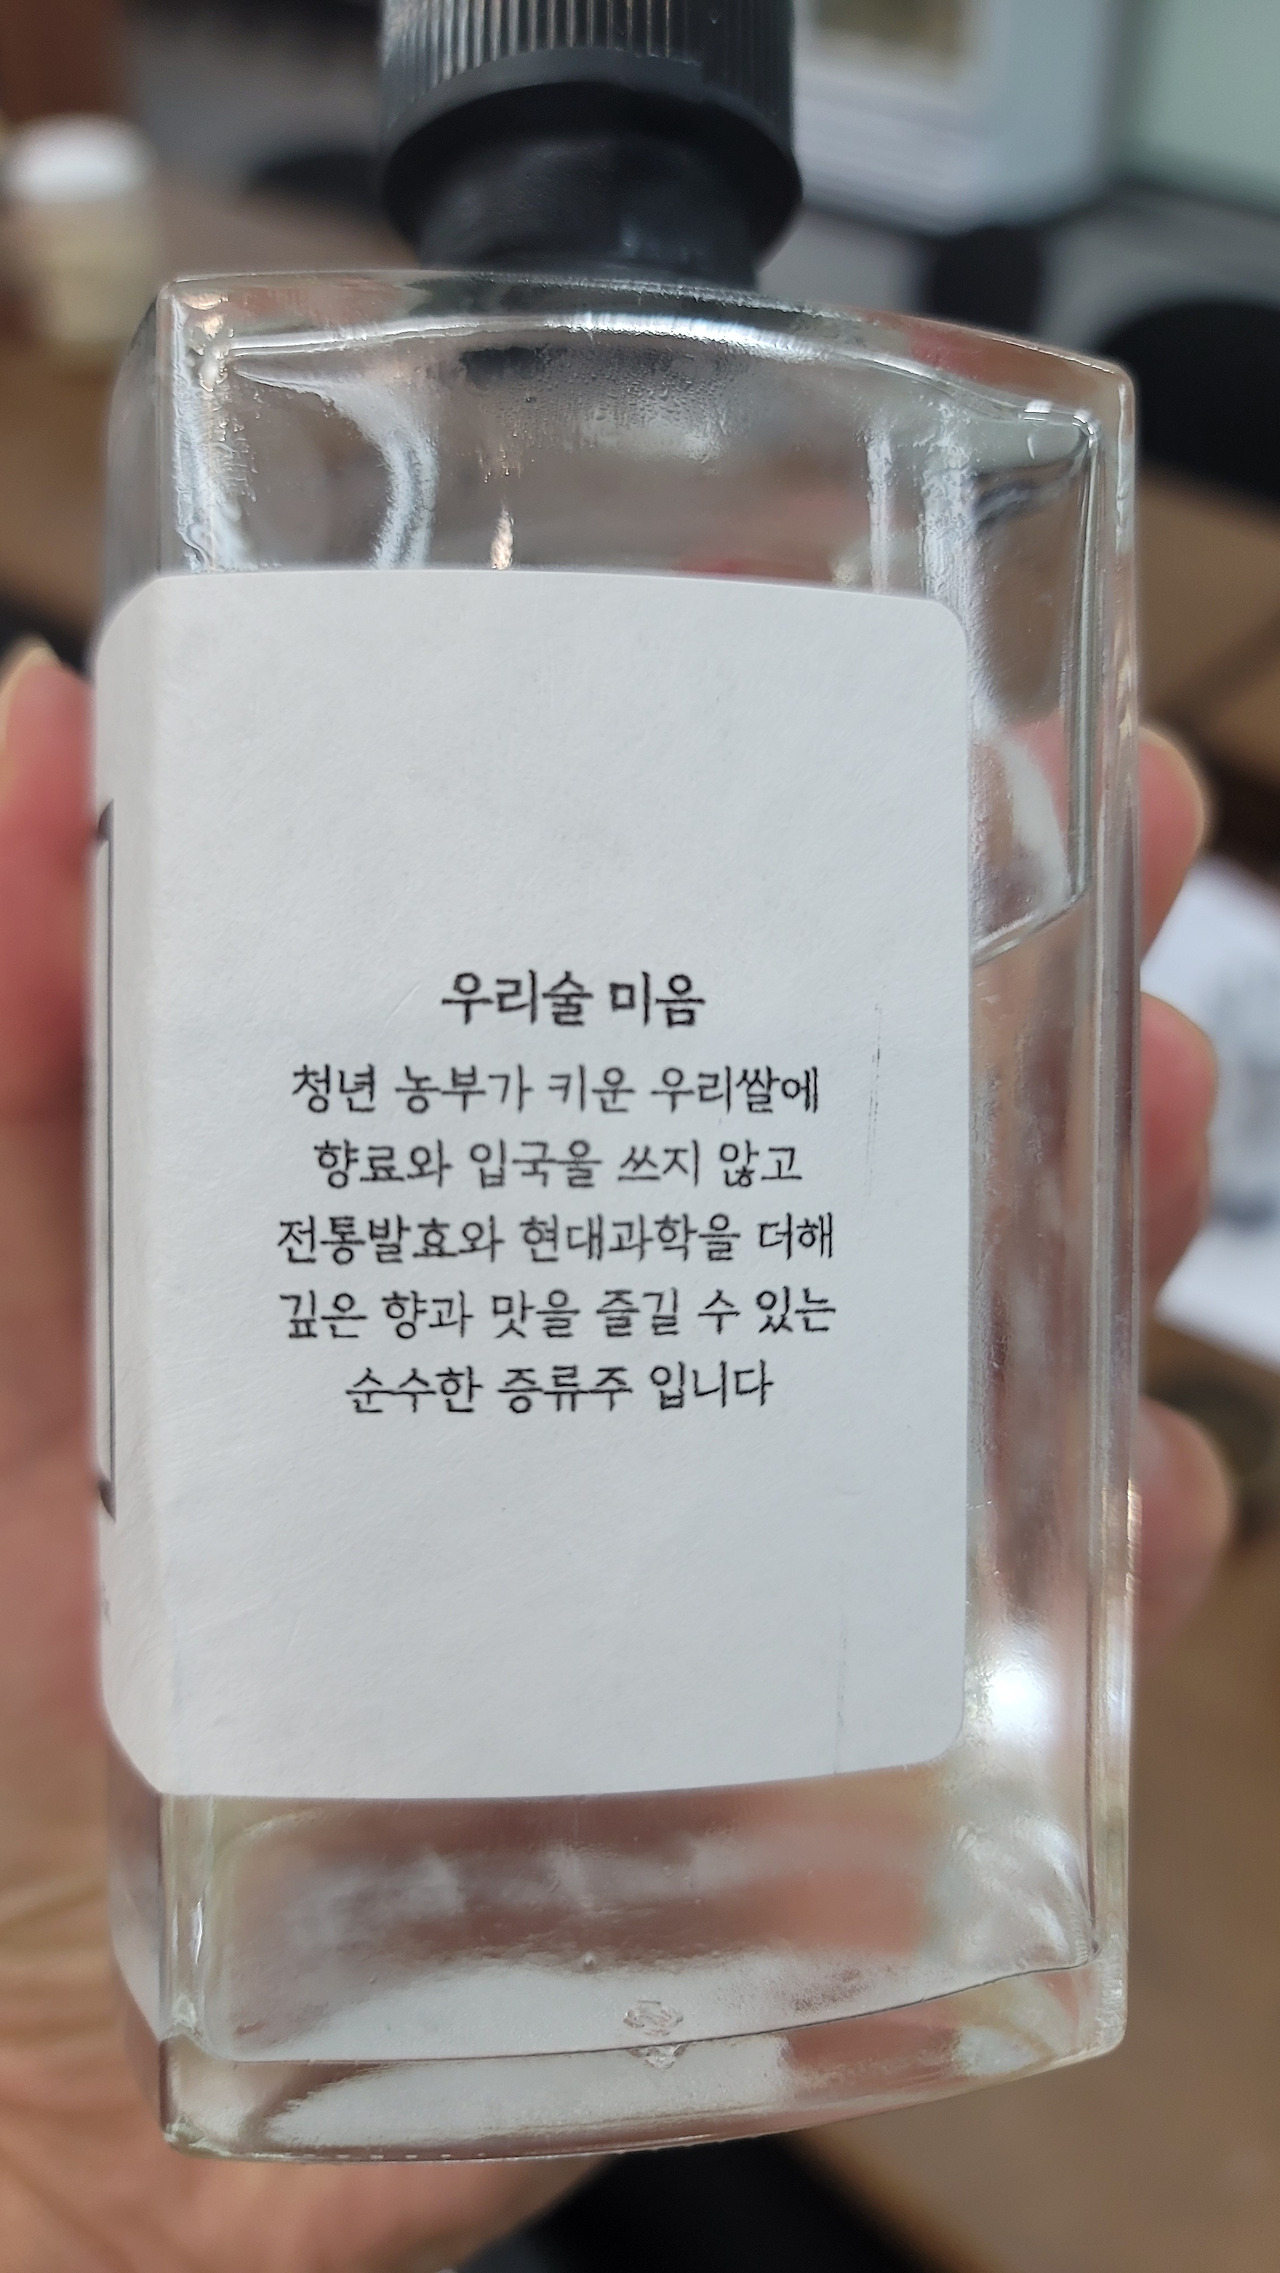 우리술 미음
청년 농부가 키운 우리쌀에
향료와 입국을 쓰지 않고
전통발효와 현대과학을 더해
깊은 향과 맛을 즐길 수 있는
순수한 증류주 입니다